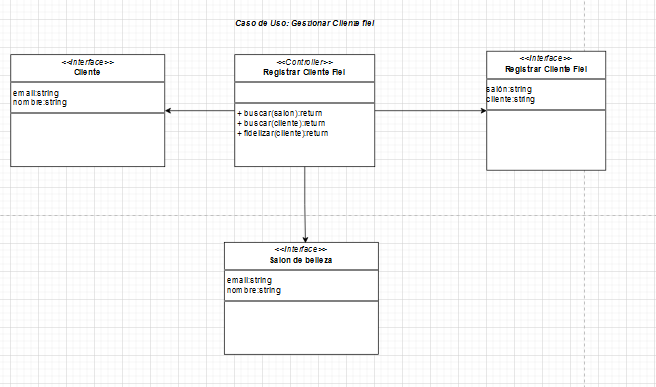 Caso de Uso: Gestionar Cliente fiel
<<Interface>>
Cliente
email:string
nombre:string
<<Controller>>
Registrar Cliente Fiel
+ buscar(salon):return
+ buscar(cliente):return
+ fidelizar(cliente):return
<<Interface>>
Registrar Cliente Fiel
salón:string
cliente:string
<<Interface>>
Salon de belleza
email:string
nombre:string